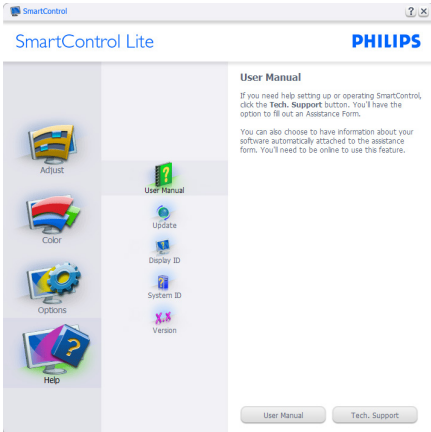 SmartControl
? ×
SmartControl Lite
PHILIPS
Adjust
Color
Options
Help
User Manual
Update
Display ID
System ID
X.X
Version
User Manual
If you need help setting up or operating SmartControl,
click the Tech. Support button. You'll have the
option to fill out an Assistance Form.
You can also choose to have information about your
software automatically attached to the assistance
form. You'll need to be online to use this feature.
User Manual
Tech. Support